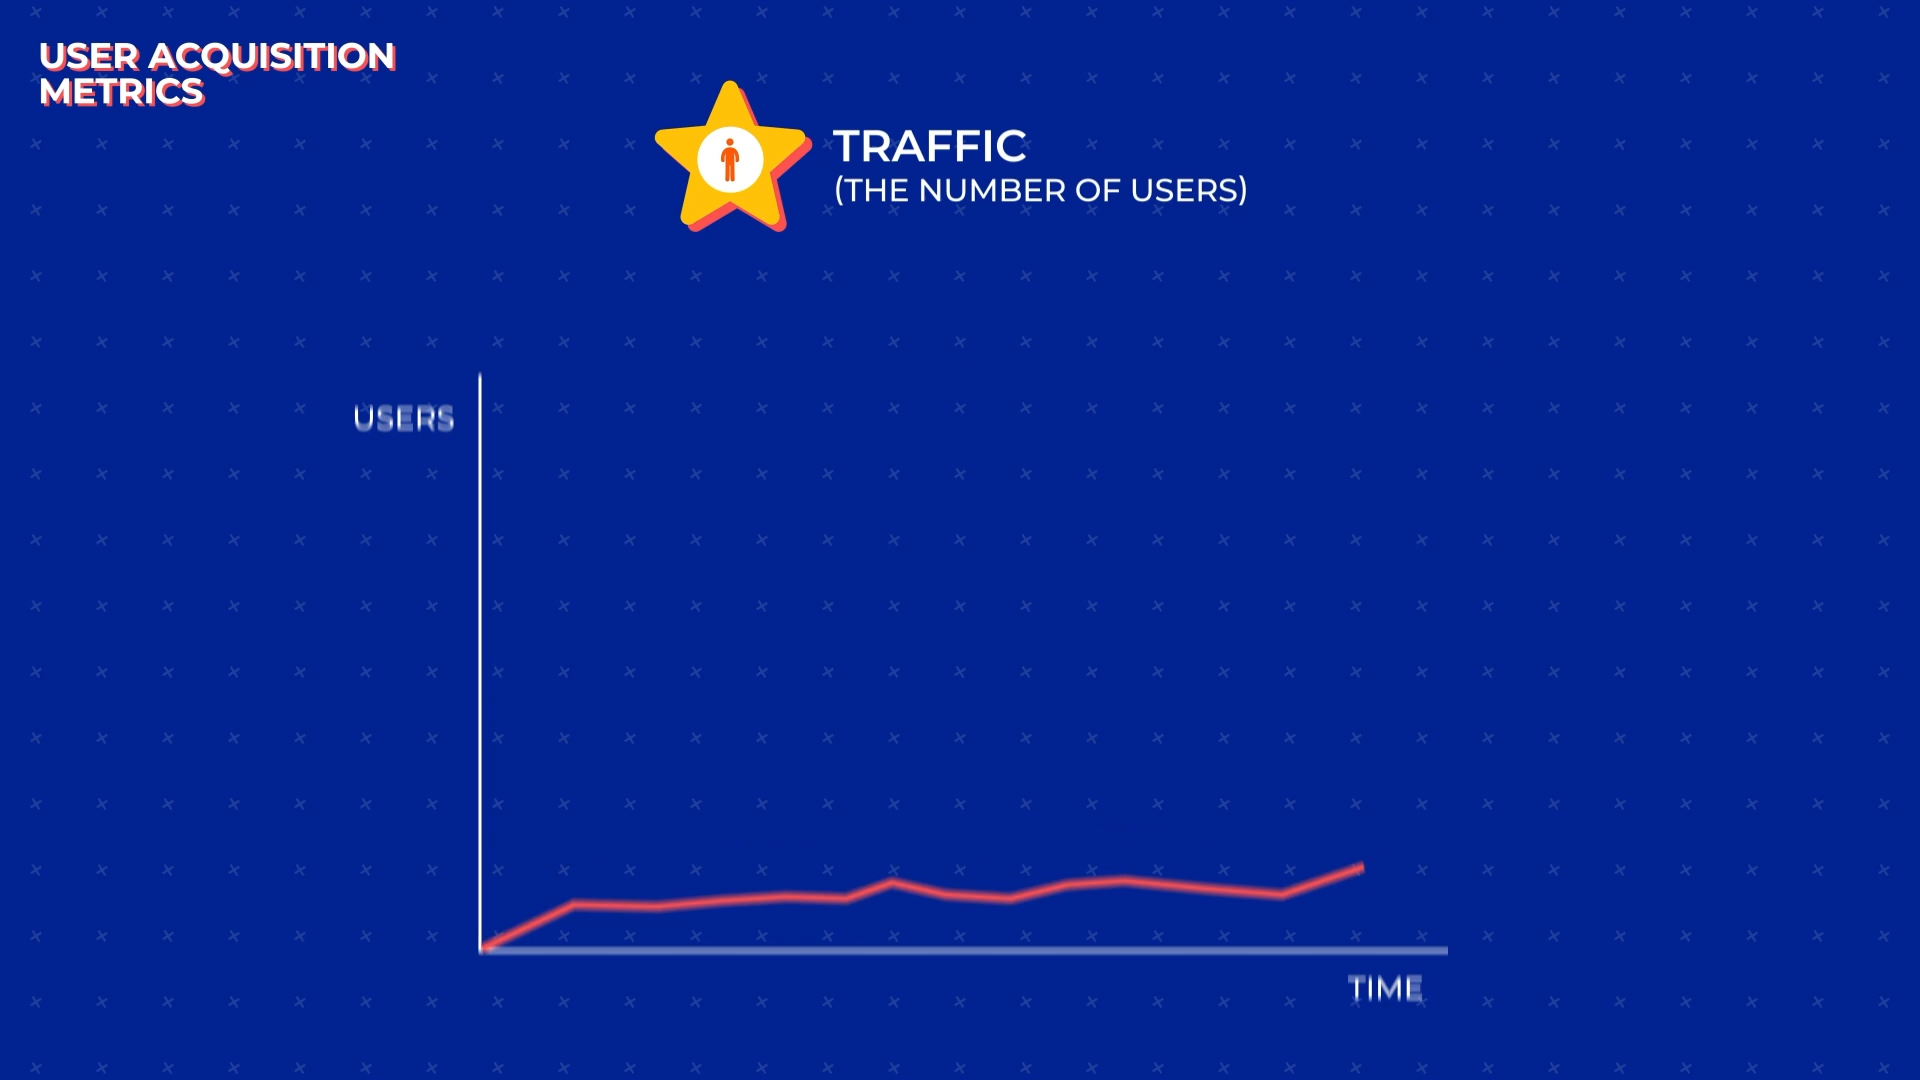 USER ACQUISITION
METRICS
TRAFFIC
(THE NUMBER OF USERS)
USERS
TIME